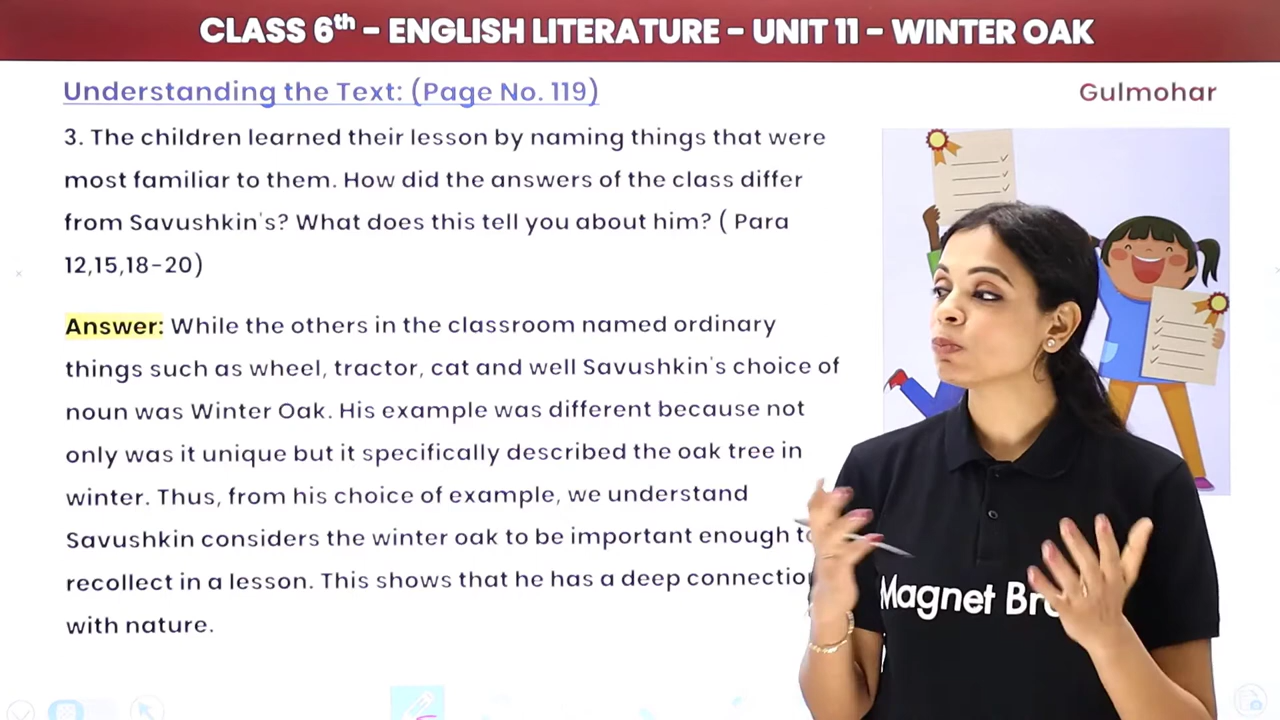 CLASS 6th - ENGLISH LITERATURE - UNIT 11 - WINTER OAK
Understanding the Text: (Page No. 119)
Gulmohar
3. The children learned their lesson by naming things that were
most familiar to them. How did the answers of the class differ
from Savushkin's? What does this tell you about him? ( Para
12,15,18-20)
Answer: While the others in the classroom named ordinary
things such as wheel, tractor, cat and well Savushkin's choice of
noun was Winter Oak. His example was different because not
only was it unique but it specifically described the oak tree in
winter. Thus, from his choice of example, we understand
Savushkin considers the winter oak to be important enough
recollect in a lesson. This shows that he has a deep
with nature.
Magnet